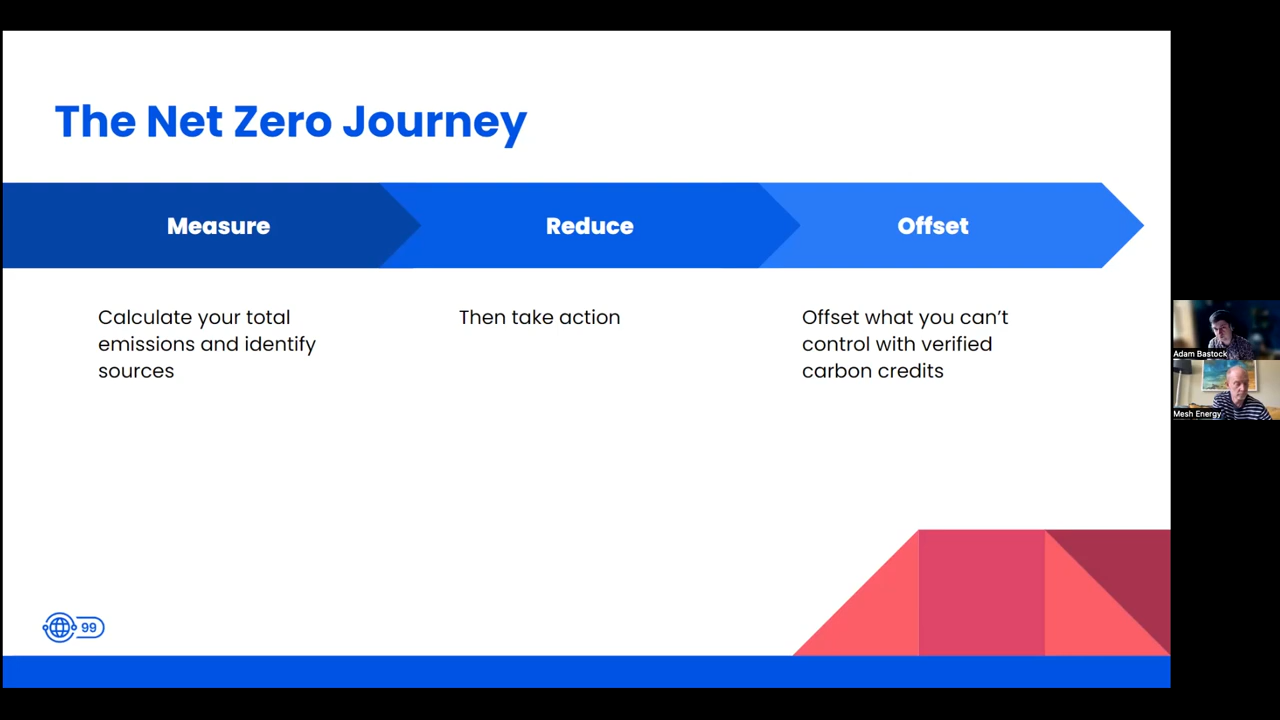 The Net Zero Journey
Measure
Reduce
Offset
Calculate your total
emissions and identify
sources
Then take action
Offset what you can’t
control with verified
carbon credits
99
Adam Bastock
Mesh Energy